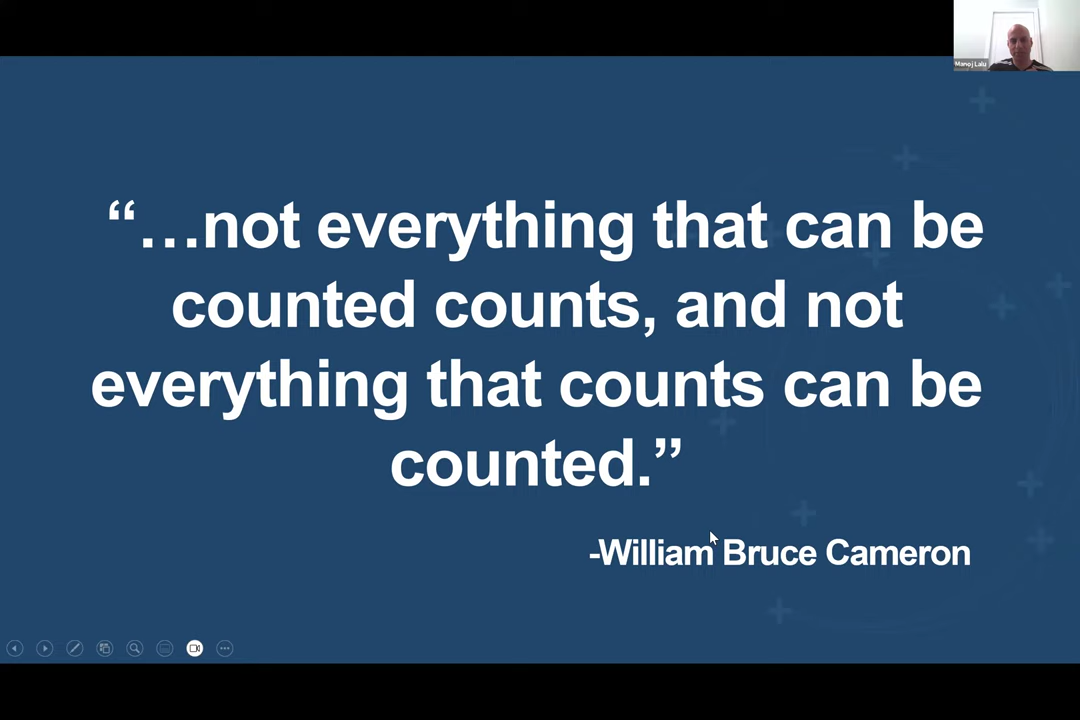 Manoj Lalu
“…not everything that can be
counted counts, and not
everything that counts can be
counted.”
-William Bruce Cameron